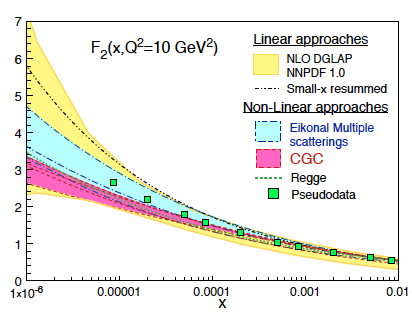 7
6
5
4
3
2
1
0
F2(x,Q²=10 GeV²)
Linear approaches
NLO DGLAP
NNPDF 1.0
Small-x resummed
Non-Linear approaches
Eikonal Multiple
scatterings
CGC
Regge
Pseudodata
1x10⁻⁶ 0.00001 0.0001 0.001 0.01
x